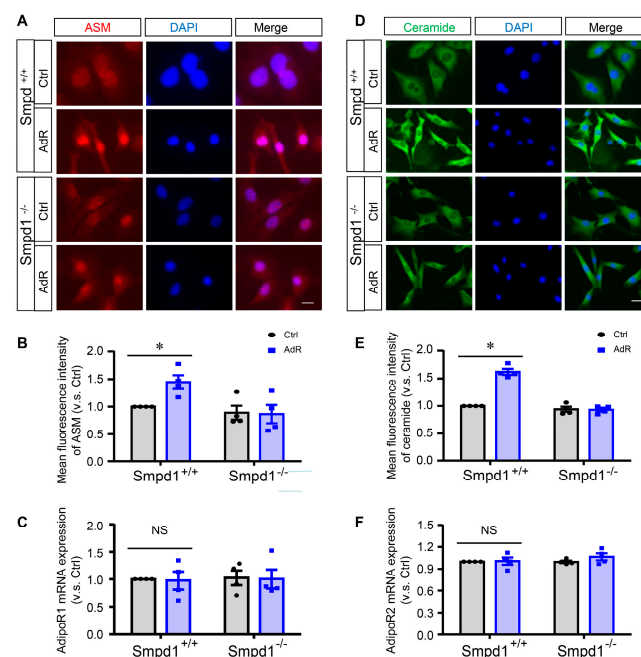 A
ASM
DAPI
Merge
Smpd +/+
Ctrl
AdR
Smpd1 -/-
Ctrl
AdR
D
Ceramide
DAPI
Merge
Smpd +/+
Ctrl
AdR
Smpd1 -/-
Ctrl
AdR
B
Mean fluorescence intensity
of ASM (v.s. Ctrl)
2.0
1.5
1.0
0.5
0.0
*
Ctrl
AdR
Smpd1+/+
Smpd1-/-
E
Mean fluorescence intensity
of ceramide (v.s. Ctrl)
2.0
1.5
1.0
0.5
0.0
*
Ctrl
AdR
Smpd1+/+
Smpd1-/-
C
AdipoR1 mRNA expression
(v.s. Ctrl)
2.0
1.5
1.0
0.5
0.0
NS
Smpd1+/+
Smpd1-/-
F
AdipoR2 mRNA expression
(v.s. Ctrl)
1.5
1.2
0.9
0.6
0.3
0.0
NS
Smpd1+/+
Smpd1-/-